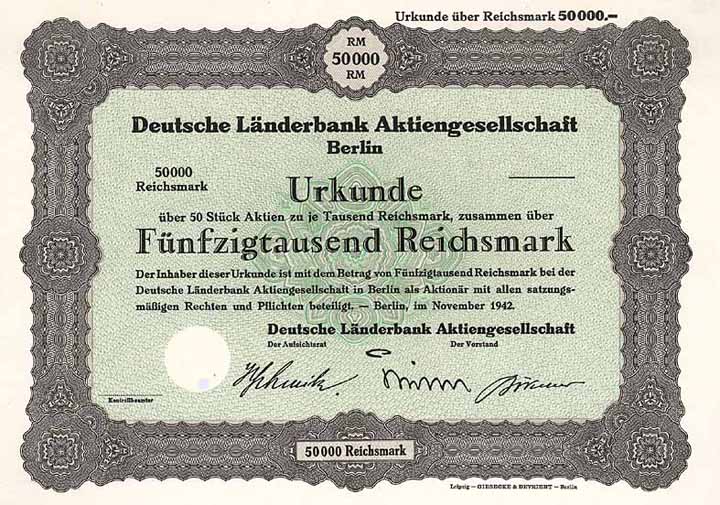 Urkunde über Reichsmark 50000.–
RM
50000
RM
Deutsche Länderbank Aktiengesellschaft
Berlin
50000
Reichsmark
Urkunde
über 50 Stück Aktien zu je Tausend Reichsmark, zusammen über
Fünfzigtausend Reichsmark
Der Inhaber dieser Urkunde ist mit dem Betrag von Fünfzigtausend Reichsmark bei der
Deutsche Länderbank Aktiengesellschaft in Berlin als Aktionär mit allen satzungs-
mäßigen Rechten und Pflichten beteiligt. — Berlin, im November 1942.
Deutsche Länderbank Aktiengesellschaft
Der Aufsichtsrat Der Vorstand
Kontrollbeamter
50000 Reichsmark
Leipzig – GIESECKE & DEVRIENT – Berlin